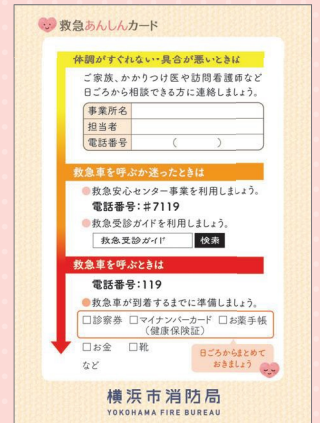 救急あんしんカード
体調がすぐれない・具合が悪いときは
ご家族、かかりつけ医や訪問看護師など
日ごろから相談できる方に連絡しましょう。
事業所名
担当者
電話番号 （ ）
救急車を呼ぶか迷ったときは
●救急安心センター事業を利用しましょう。
電話番号：＃7119
●救急受診ガイドを利用しましょう。
救急受診ガイド 検索
救急車を呼ぶときは
電話番号：119
●救急車が到着するまでに準備しましょう。
□診察券 □マイナンバーカード □お薬手帳
（健康保険証）
□お金 □靴
など
日ごろからまとめて
おきましょう
横浜市消防局
YOKOHAMA FIRE BUREAU